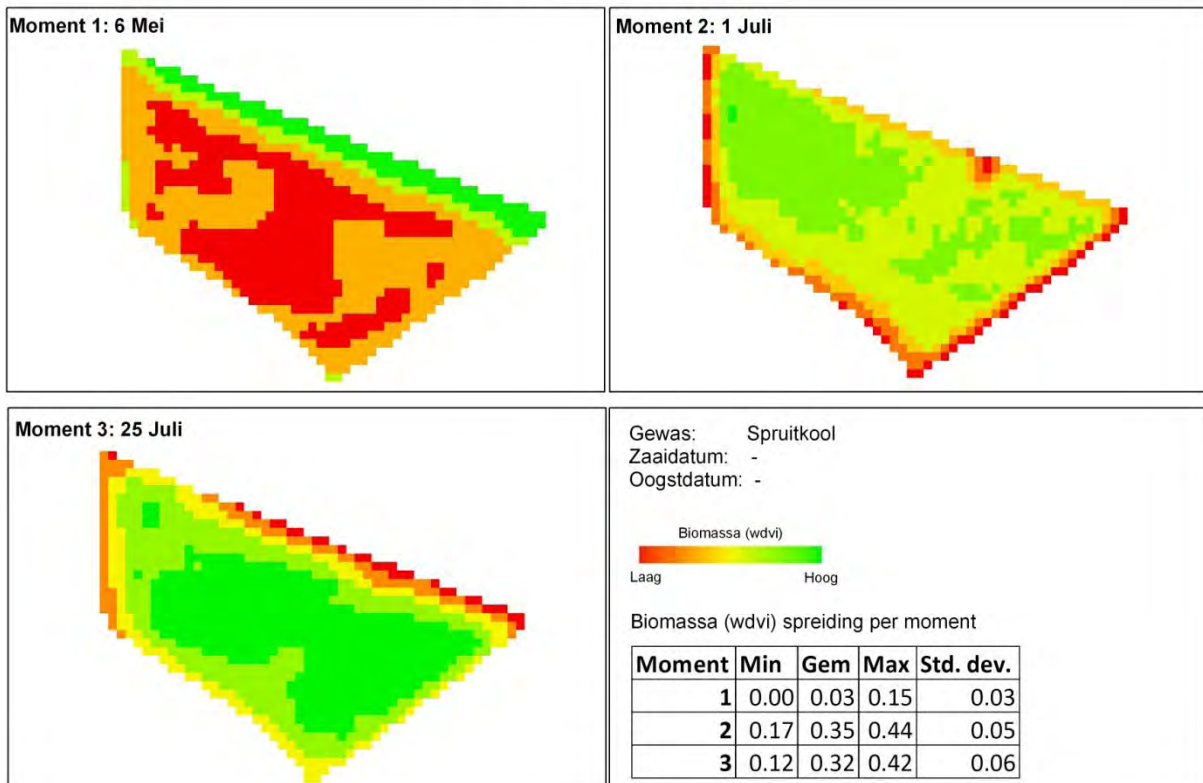 Moment 1: 6 Mei
Moment 2: 1 Juli
Moment 3: 25 Juli
Gewas: Spruitkool
Zaaidatum: -
Oogstdatum: -
Biomassa (wdvi)
Laag Hoog
Biomassa (wdvi) spreiding per moment
Moment Min Gem Max Std. dev.
1 0.00 0.03 0.15 0.03
2 0.17 0.35 0.44 0.05
3 0.12 0.32 0.42 0.06